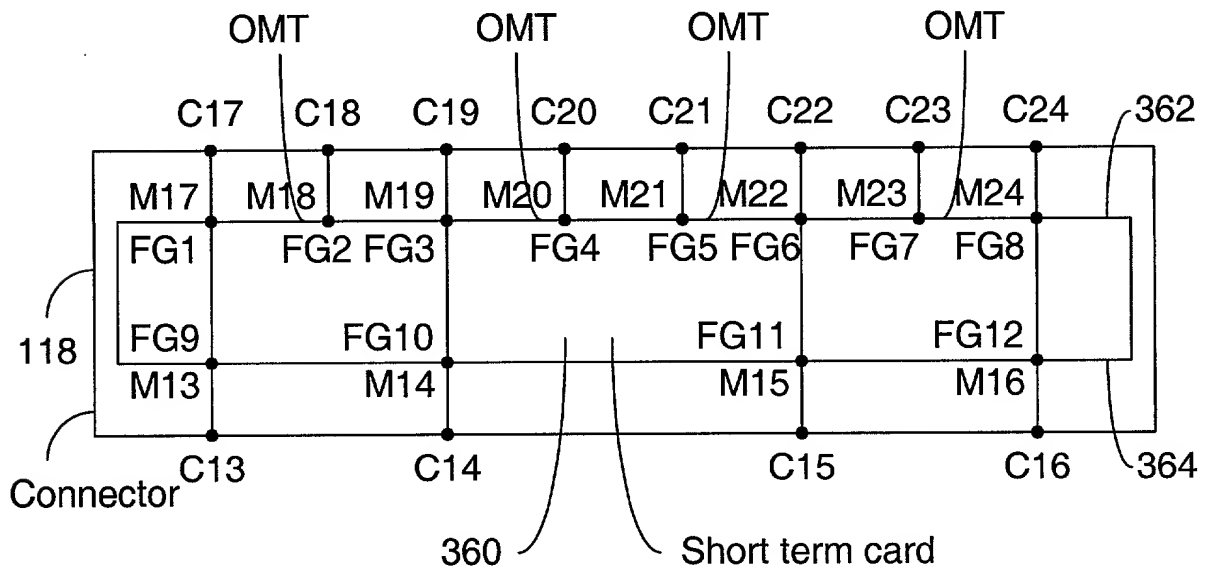 OMT OMT OMT OMT
C17 C18 C19 C20 C21 C22 C23 C24 362
M17 M18 M19 M20 M21 M22 M23 M24
FG1 FG2 FG3 FG4 FG5 FG6 FG7 FG8
FG9 FG10 FG11 FG12
118
M13 M14 M15 M16
C13 C14 C15 C16 364
Connector
360 Short term card